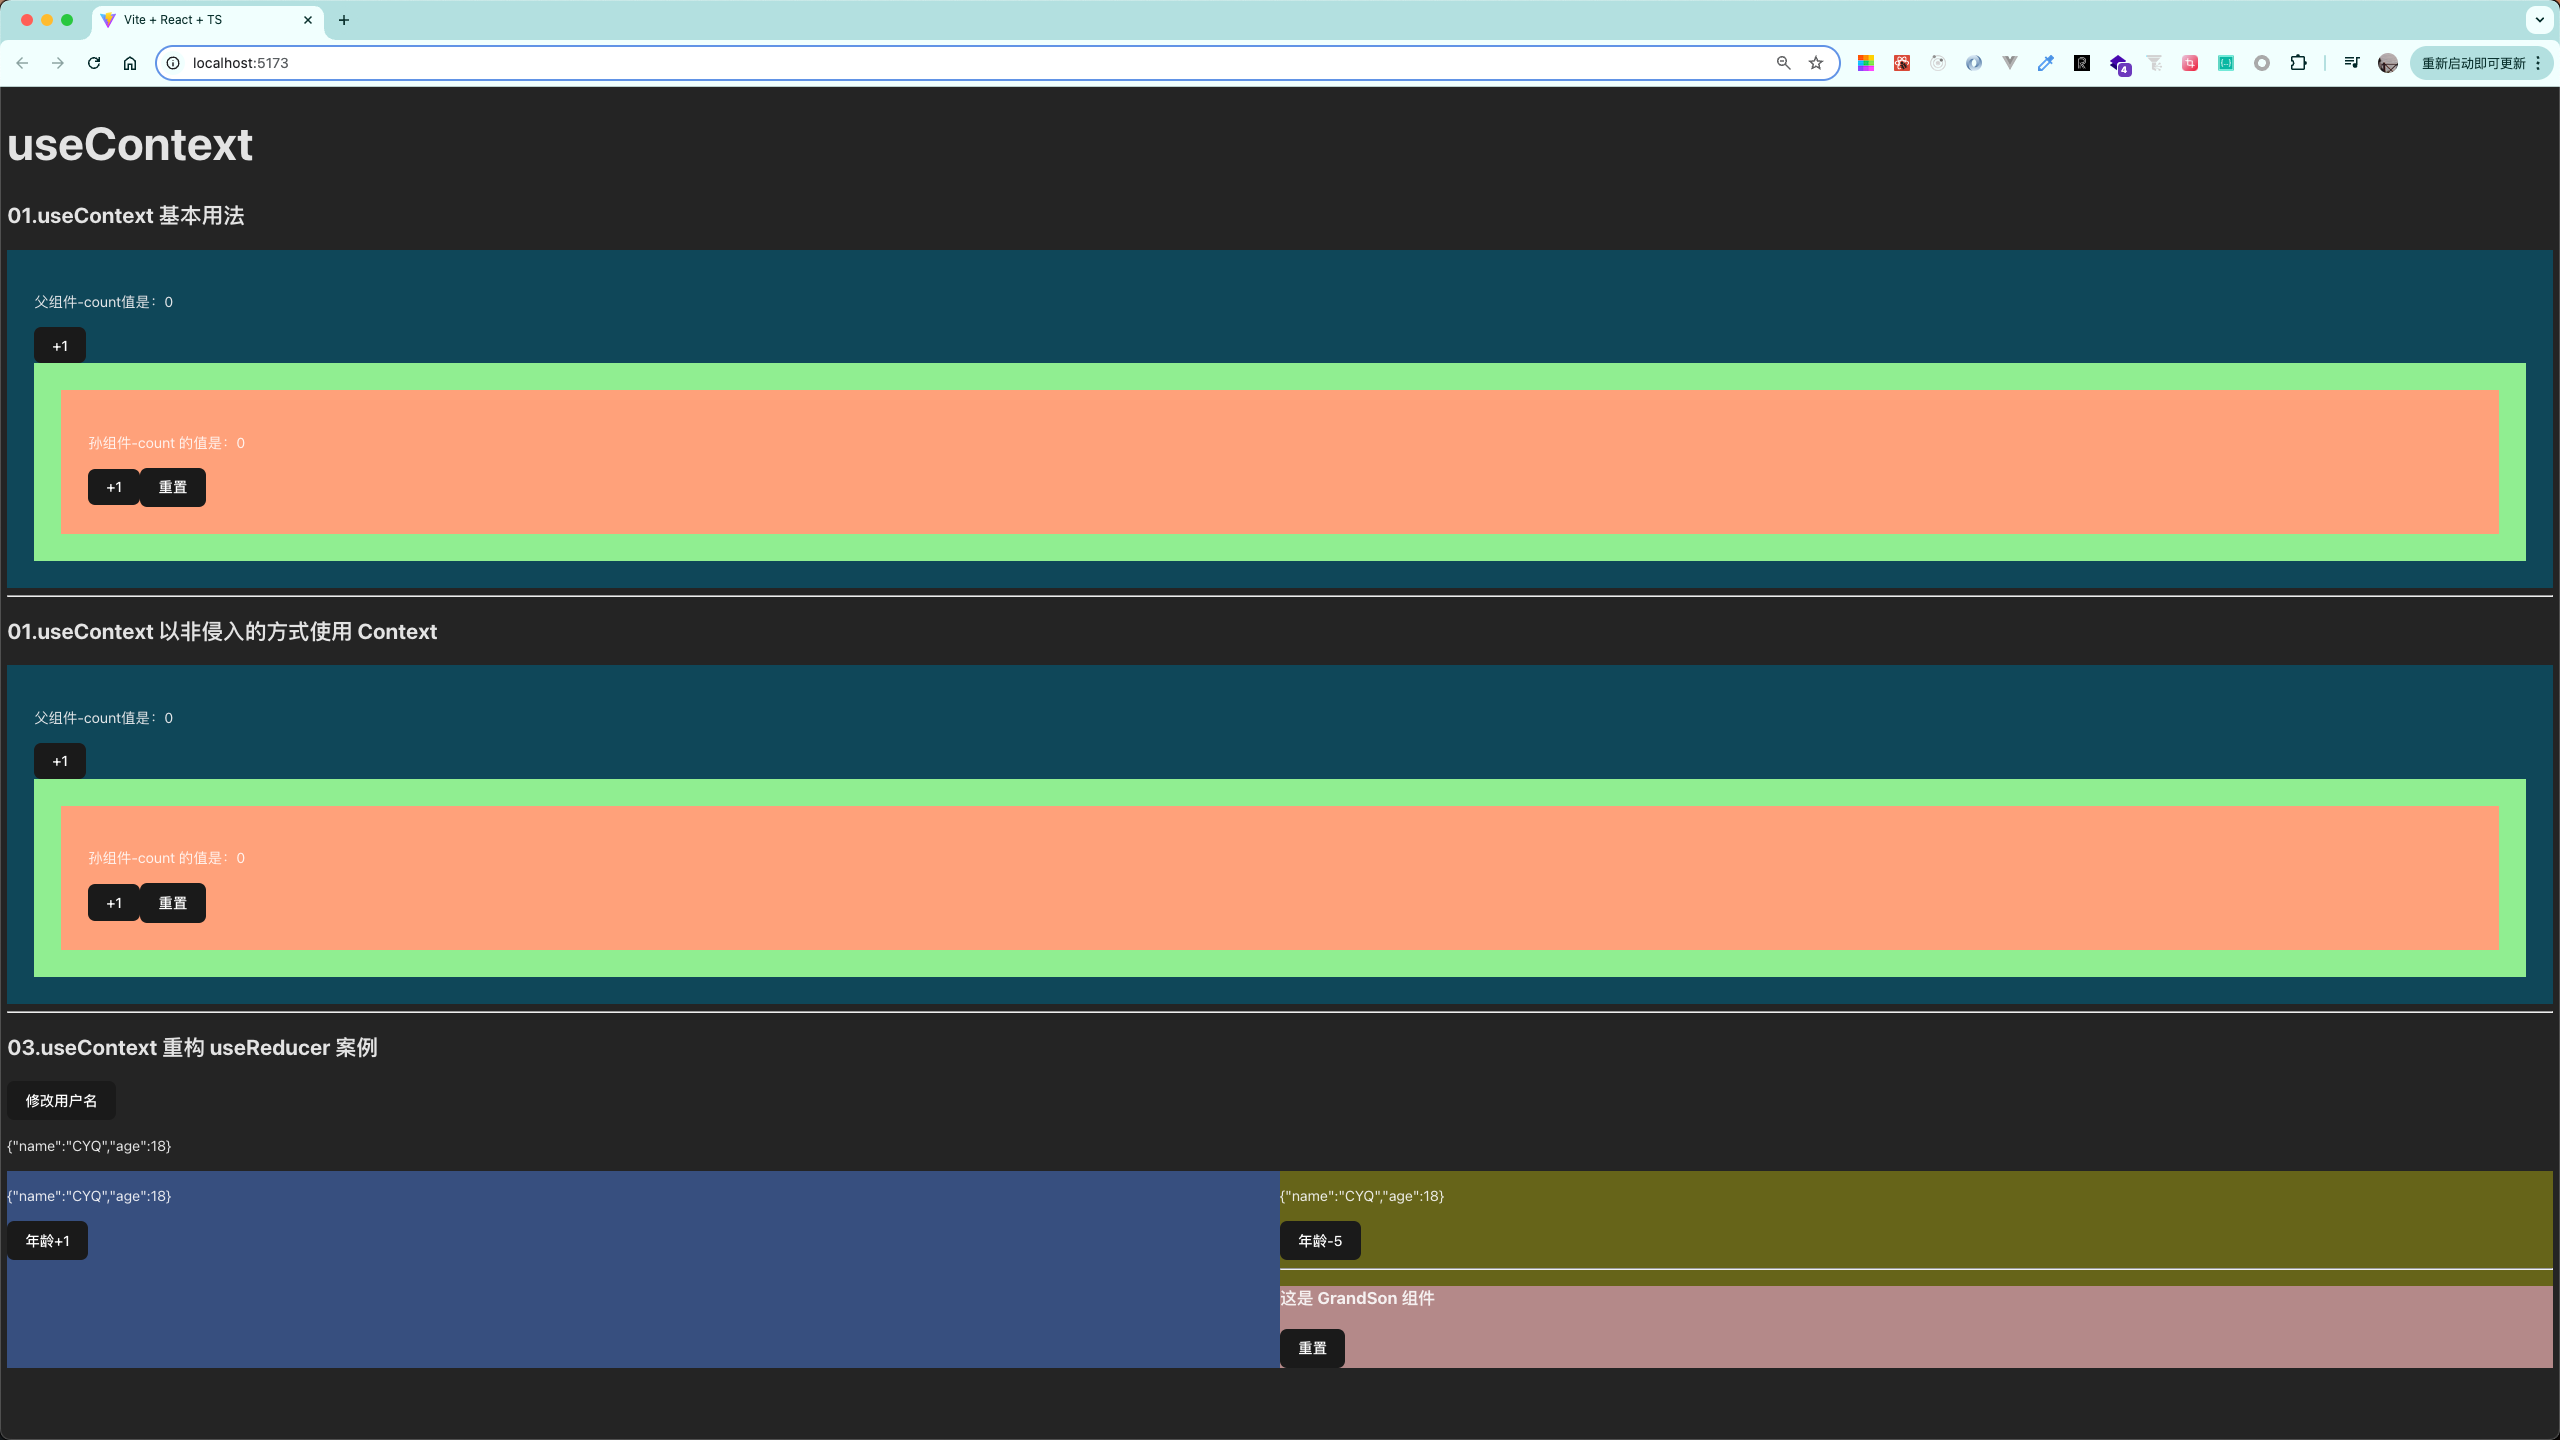 Vite + React + TS
localhost:5173
4
重新启动即可更新
useContext
01.useContext 基本用法
父组件-count值是：0
+1
孙组件-count 的值是：0
+1 重置
01.useContext 以非侵入的方式使用 Context
父组件-count值是：0
+1
孙组件-count 的值是：0
+1 重置
03.useContext 重构 useReducer 案例
修改用户名
{"name":"CYQ","age":18}
{"name":"CYQ","age":18}
年龄+1
{"name":"CYQ","age":18}
年龄-5
这是 GrandSon 组件
重置